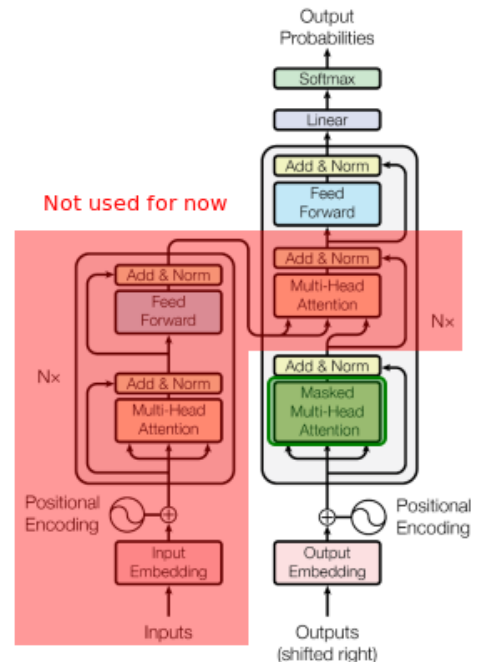 Output
Probabilities
Softmax
Linear
Add & Norm
Feed
Forward
Not used for now
Add & Norm
Multi-Head
Attention
Nx
Add & Norm
Feed
Forward
Nx
Add & Norm
Multi-Head
Attention
Add & Norm
Masked
Multi-Head
Attention
Positional
Encoding
Positional
Encoding
Input
Embedding
Output
Embedding
Inputs
Outputs
(shifted right)